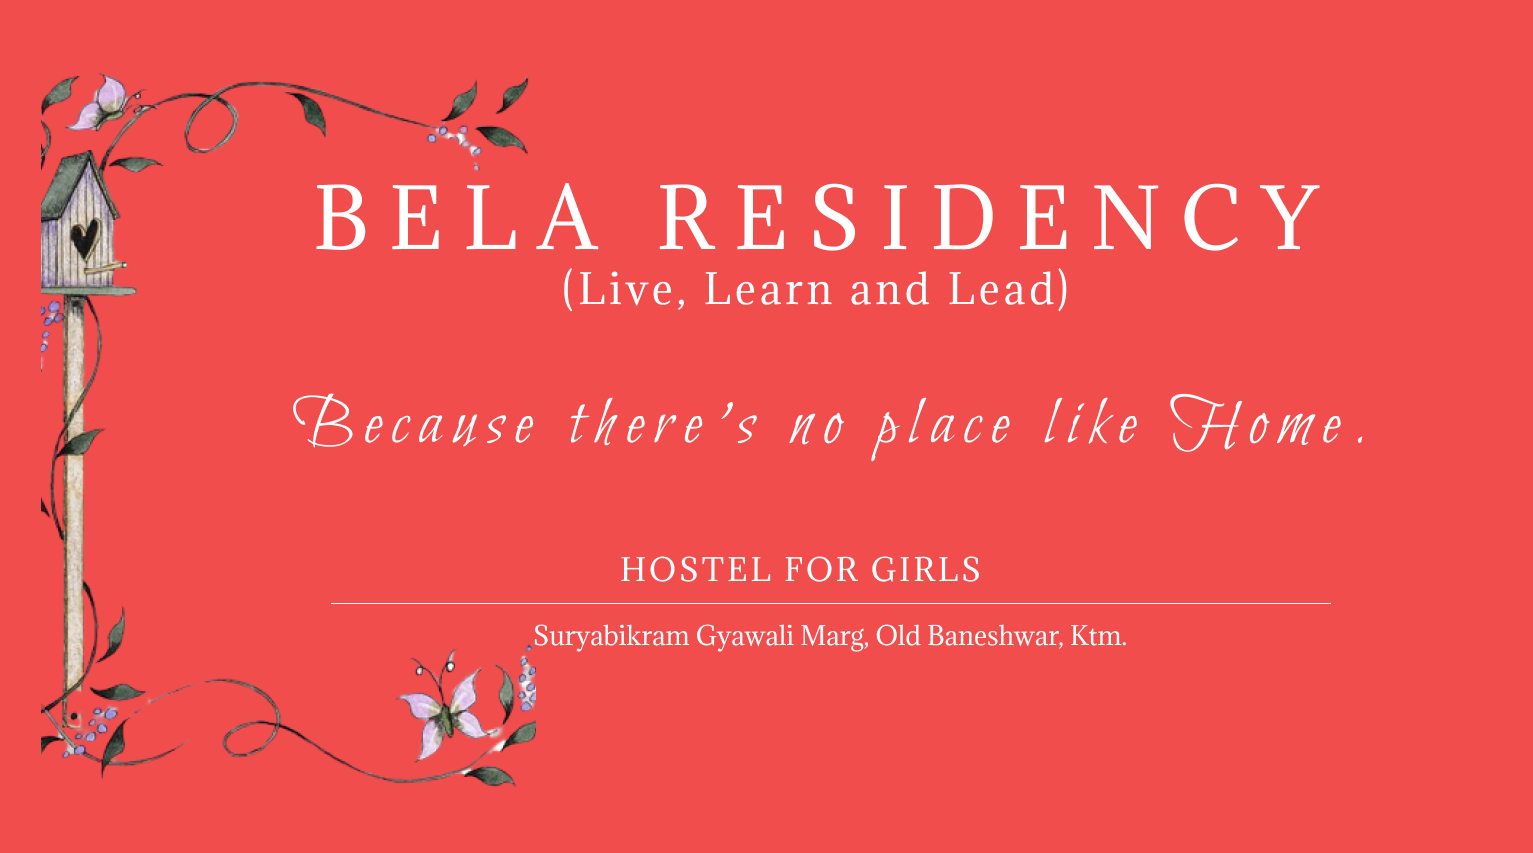 BELA RESIDENCY
(Live, Learn and Lead)
Because there's no place like Home.
HOSTEL FOR GIRLS
Suryabikram Gyawali Marg, Old Baneshwar, Ktm.